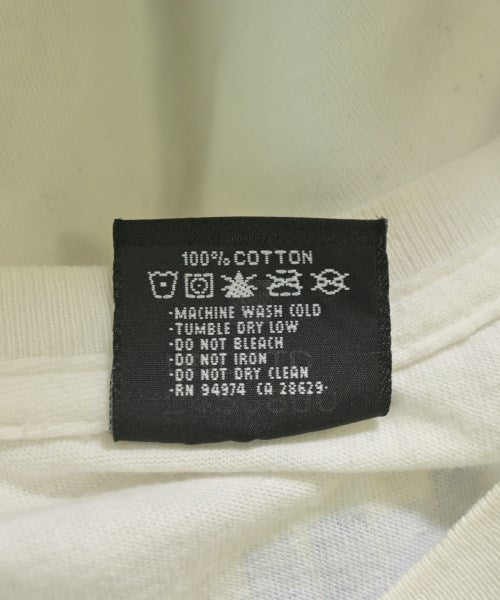 100% COTTON
·MACHINE WASH COLD
·TUMBLE DRY LOW
·DO NOT BLEACH
·DO NOT IRON
·DO NOT DRY CLEAN
·RN 94974 CA 28629·